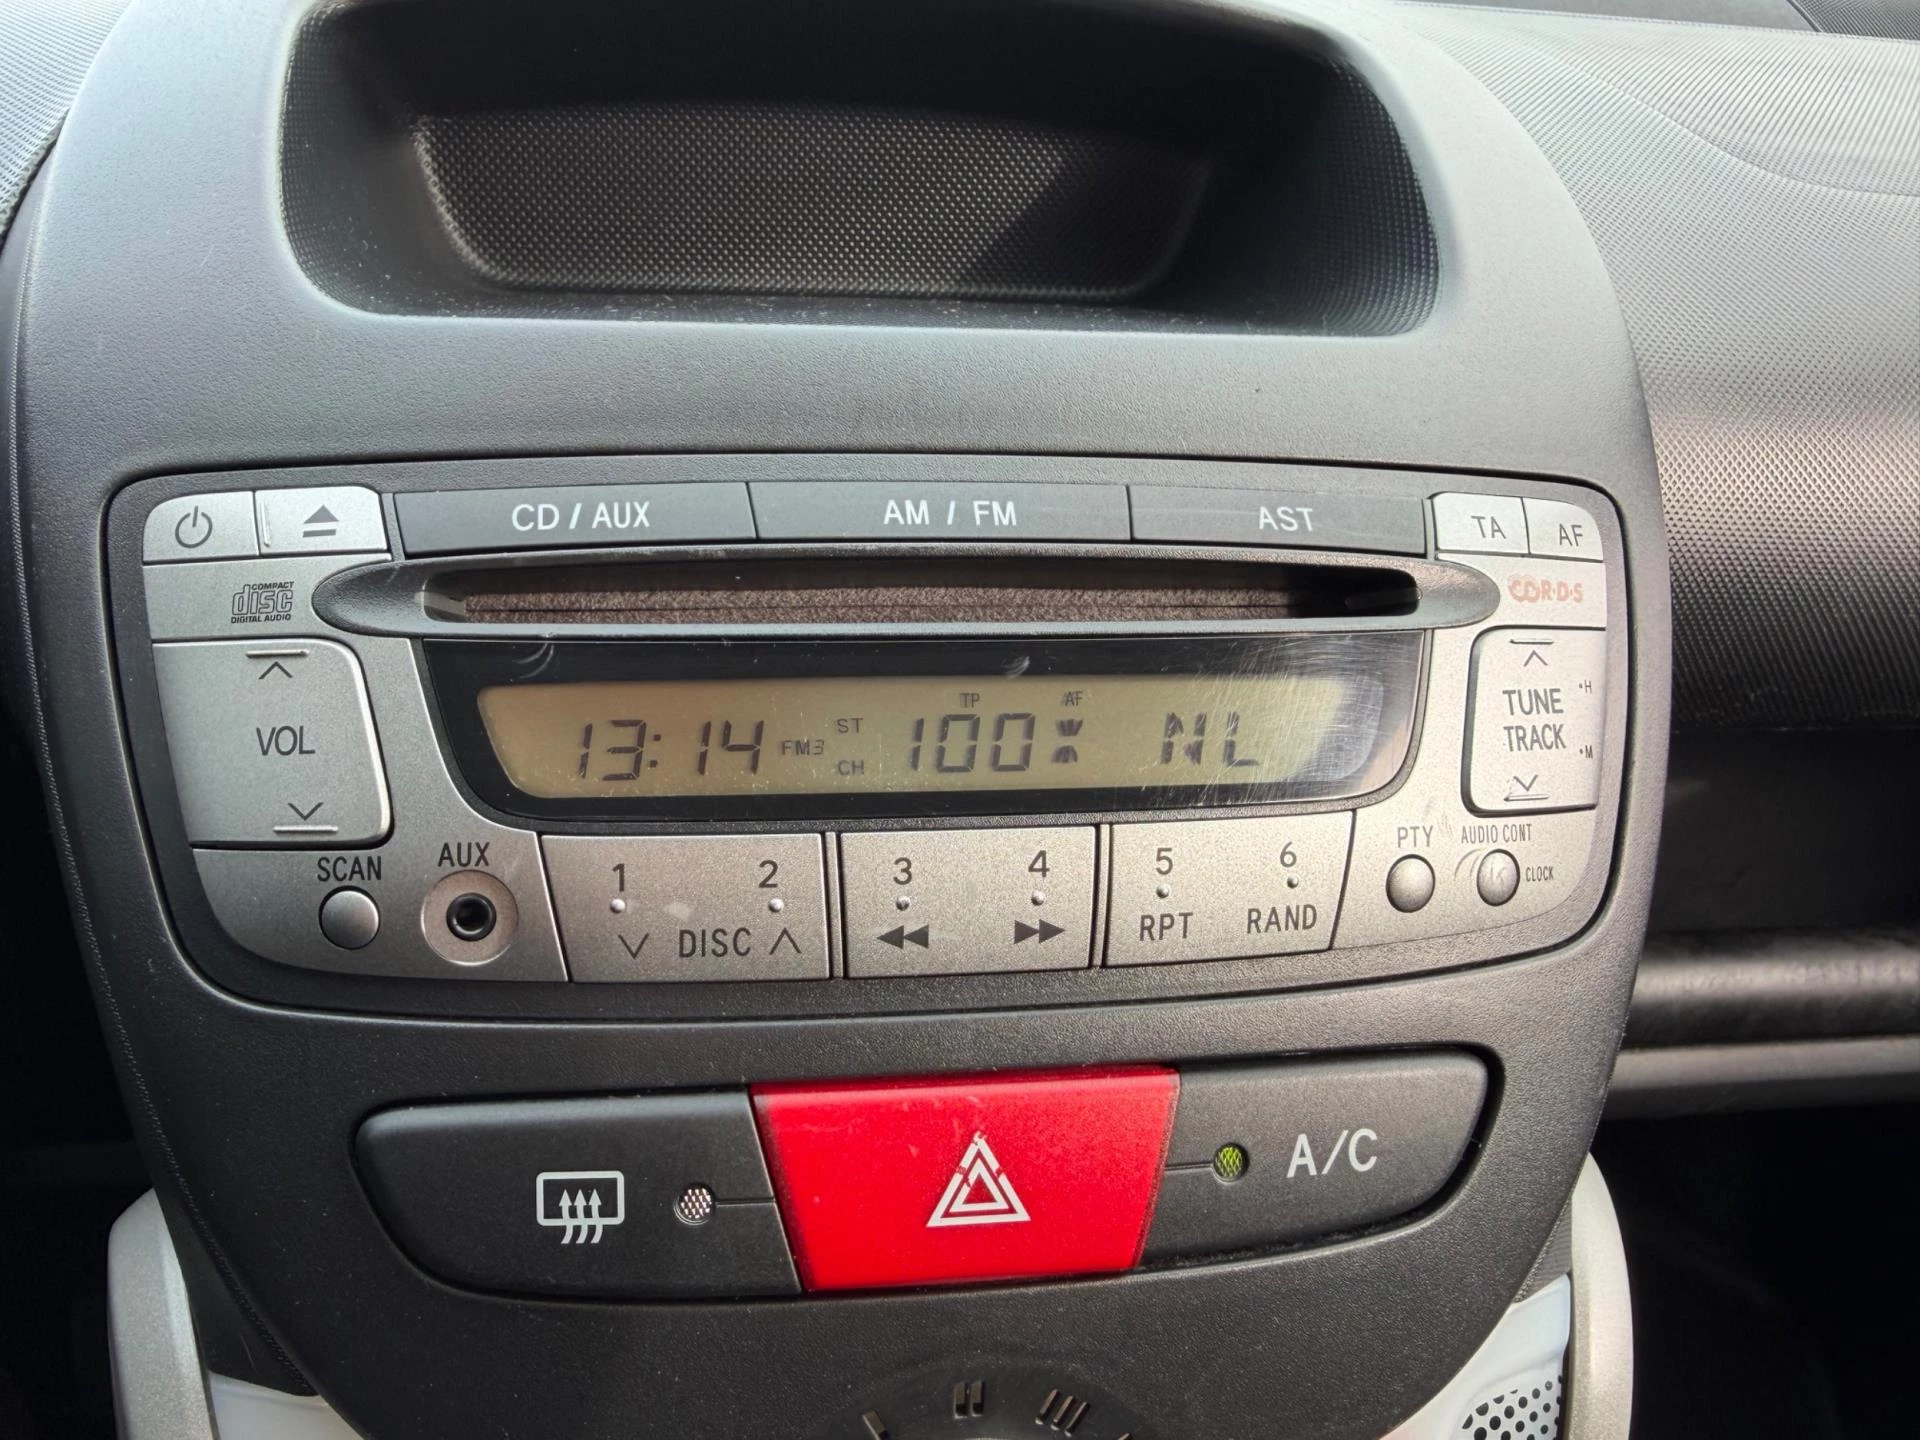 CD / AUX AM / FM AST TA AF
COMPACT
disc
DIGITAL AUDIO
R·D·S
TP AF
13:14 FM3 ST CH 100% NL
VOL
TUNE
TRACK
•H
•M
SCAN
AUX
1 2 3 4 5 6
DISC RPT RAND
PTY
AUDIO CONT
CLOCK
A/C